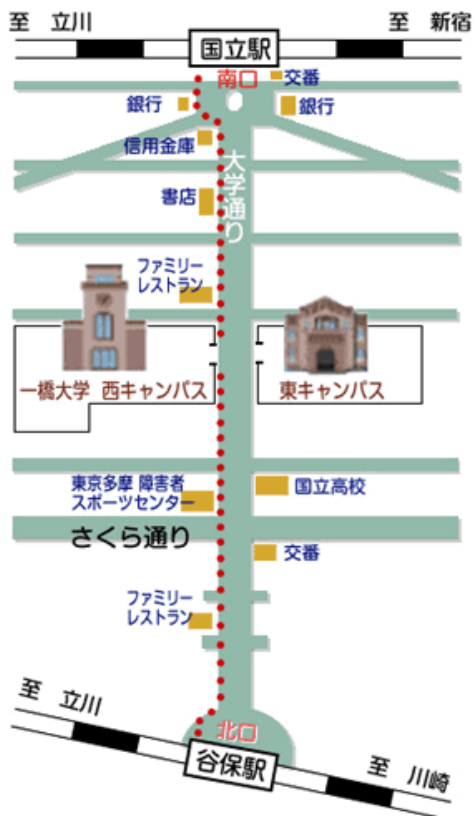 至 立川
至 新宿
国立駅
南口
交番
銀行
銀行
信用金庫
大学通り
書店
ファミリー
レストラン
一橋大学 西キャンパス
東キャンパス
東京多摩 障害者
スポーツセンター
国立高校
さくら通り
交番
ファミリー
レストラン
至 立川
北口
谷保駅
至 川崎